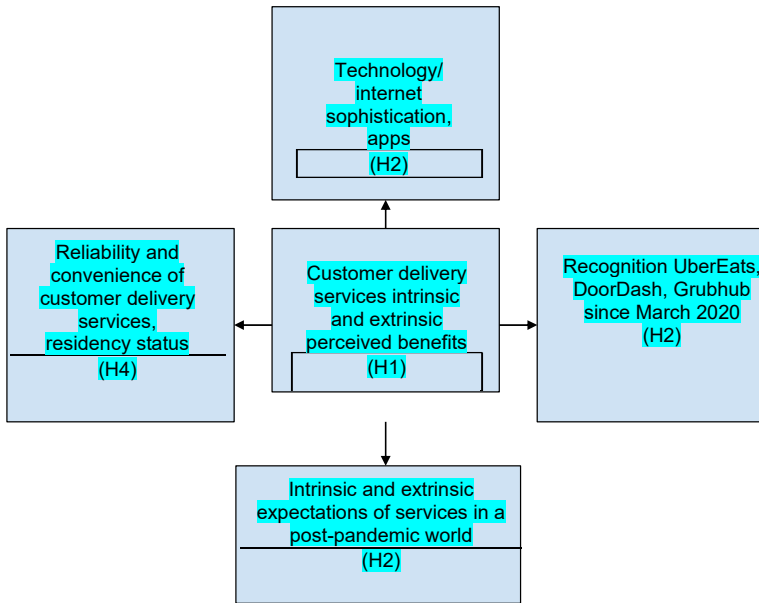 Technology/
internet
sophistication,
apps
(H2)
Reliability and
convenience of
customer delivery
services,
residency status
(H4)
Customer delivery
services intrinsic
and extrinsic
perceived benefits
(H1)
Recognition UberEats,
DoorDash, Grubhub
since March 2020
(H2)
Intrinsic and extrinsic
expectations of services in a
post-pandemic world
(H2)